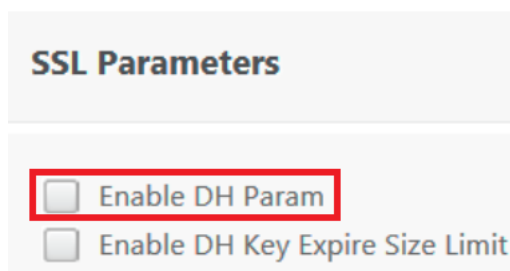 SSL Parameters
Enable DH Param
Enable DH Key Expire Size Limit